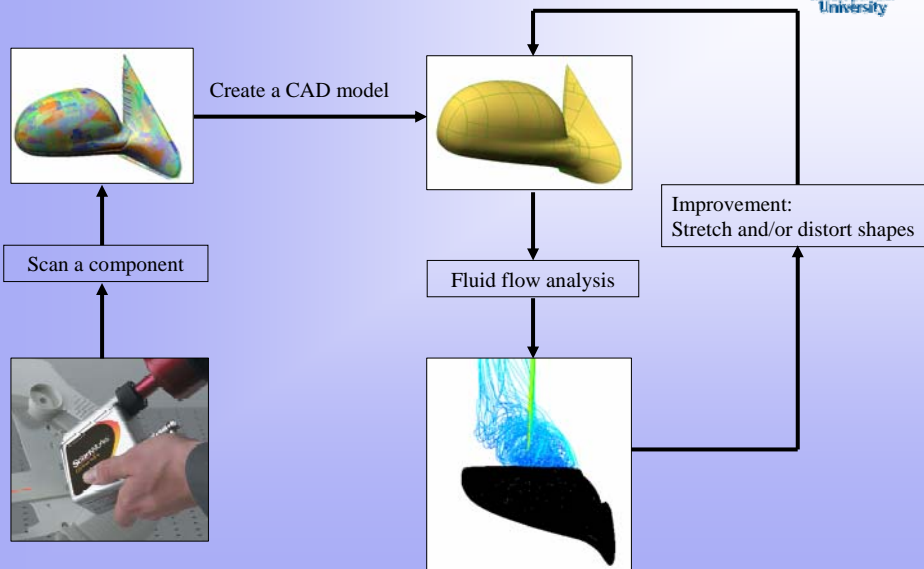 University
Create a CAD model
Improvement:
Stretch and/or distort shapes
Scan a component
Fluid flow analysis